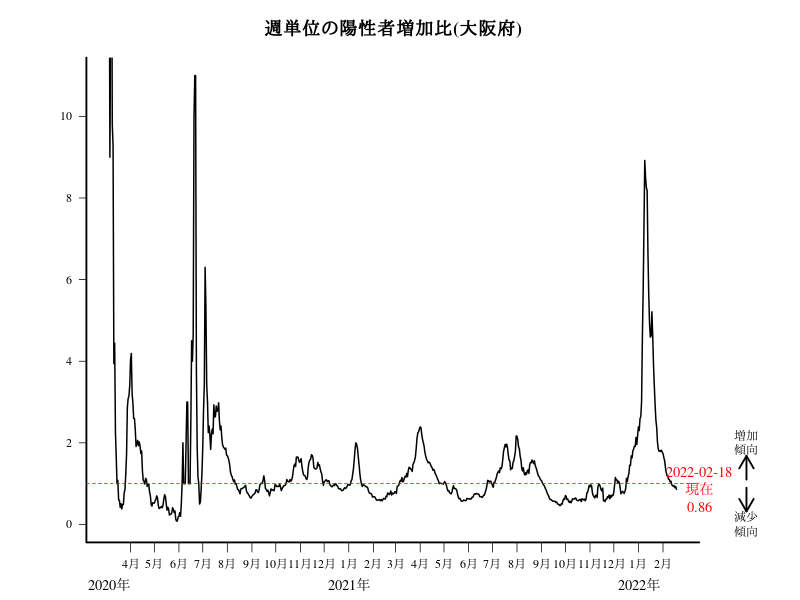 週単位の陽性者増加比(大阪府)
10
8
6
4
2
0
増加
傾向
2022-02-18
現在
0.86
減少
傾向
4月 5月 6月 7月 8月 9月 10月 11月 12月 1月 2月 3月 4月 5月 6月 7月 8月 9月 10月 11月 12月 1月 2月
2020年 2021年 2022年